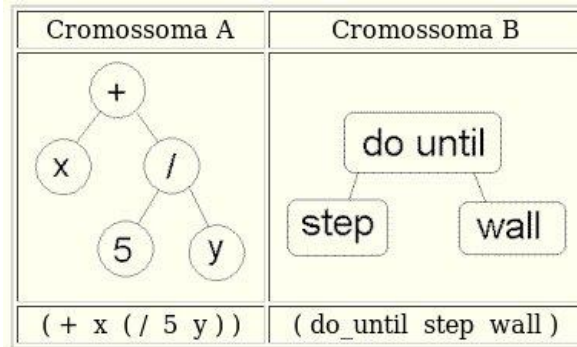 Cromossoma A
Cromossoma B
+
x
/
5
y
do until
step
wall
( + x ( / 5 y ) )
( do_until step wall )